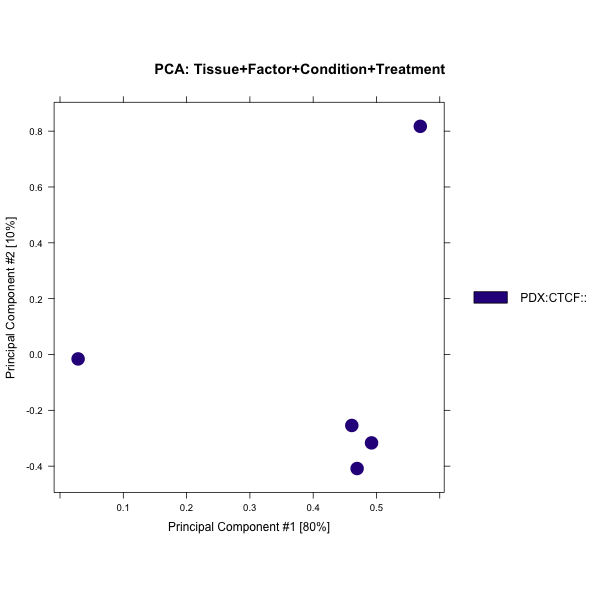 PCA: Tissue+Factor+Condition+Treatment
Principal Component #2 [10%]
0.8
0.6
0.4
0.2
0.0
-0.2
-0.4
PDX:CTCF::
0.1 0.2 0.3 0.4 0.5
Principal Component #1 [80%]